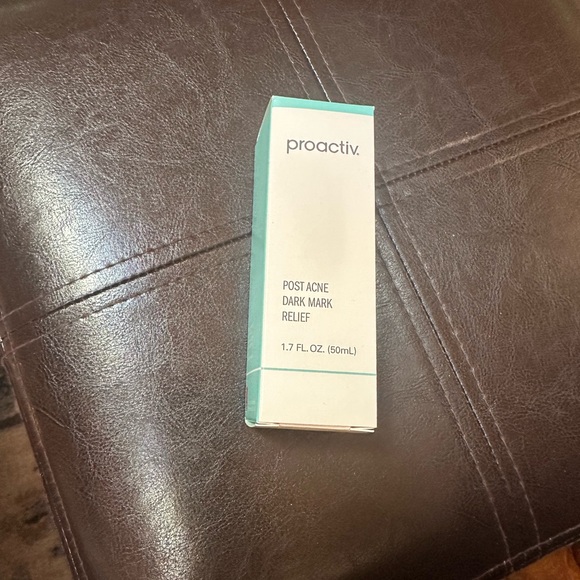 proactiv.
POST ACNE
DARK MARK
RELIEF
1.7 FL. OZ. (50mL)